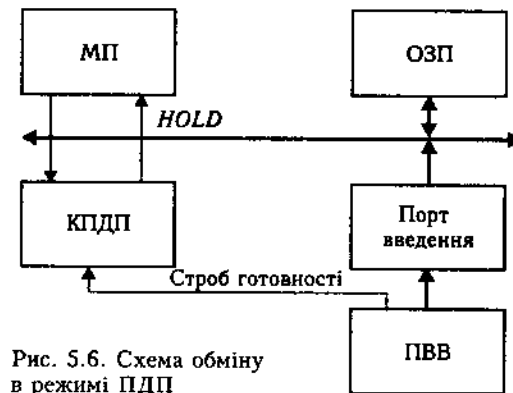 МП
ОЗП
HOLD
КПДП
Порт
введення
Строб готовності
ПВВ
Рис. 5.6. Схема обміну
в режимі ПДП